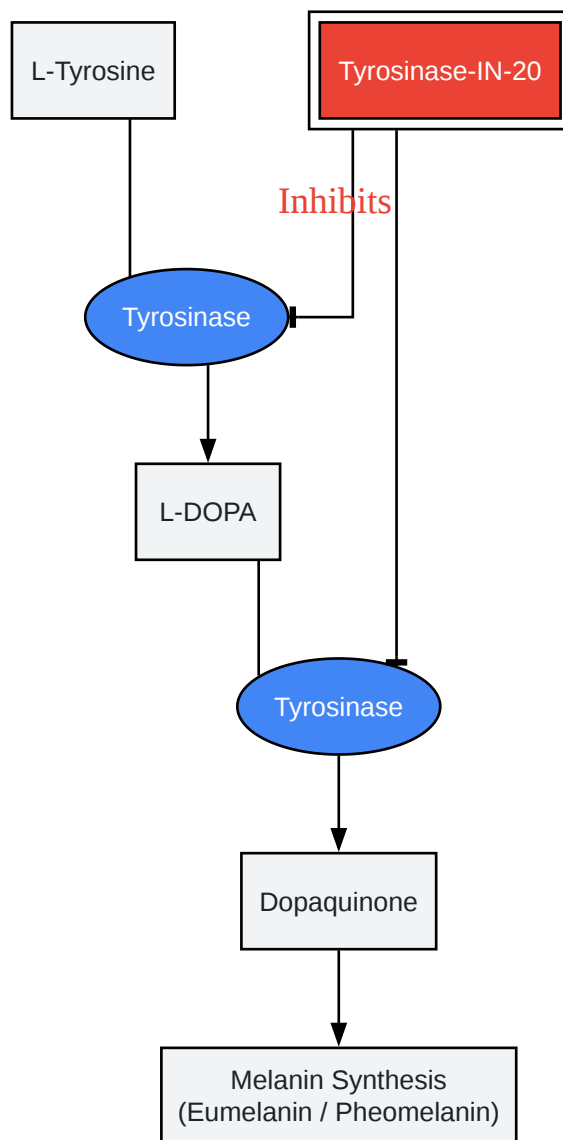 L-Tyrosine
Tyrosinase-IN-20
Inhibits
Tyrosinase
L-DOPA
Tyrosinase
Dopaquinone
Melanin Synthesis
(Eumelanin / Pheomelanin)